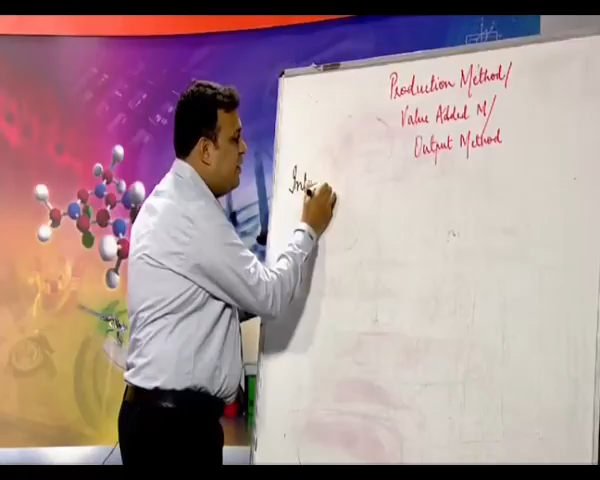 Production Method/
Value Added M/
Output Method